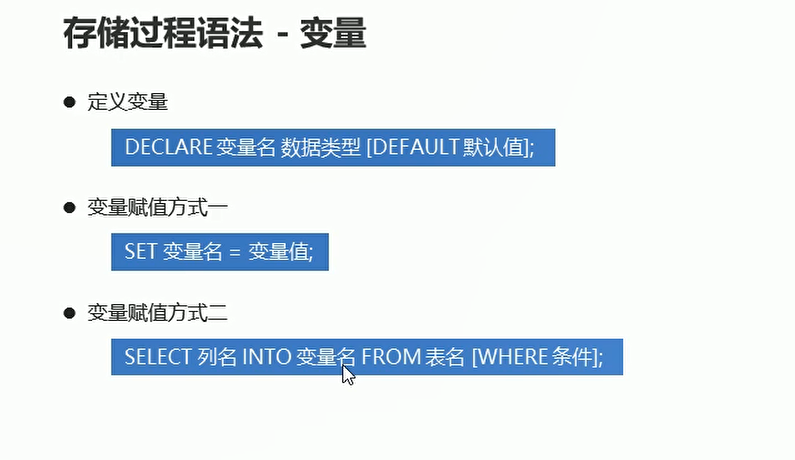 存储过程语法 - 变量
● 定义变量
DECLARE 变量名 数据类型 [DEFAULT 默认值];
● 变量赋值方式一
SET 变量名 = 变量值;
● 变量赋值方式二
SELECT 列名 INTO 变量名 FROM 表名 [WHERE 条件];